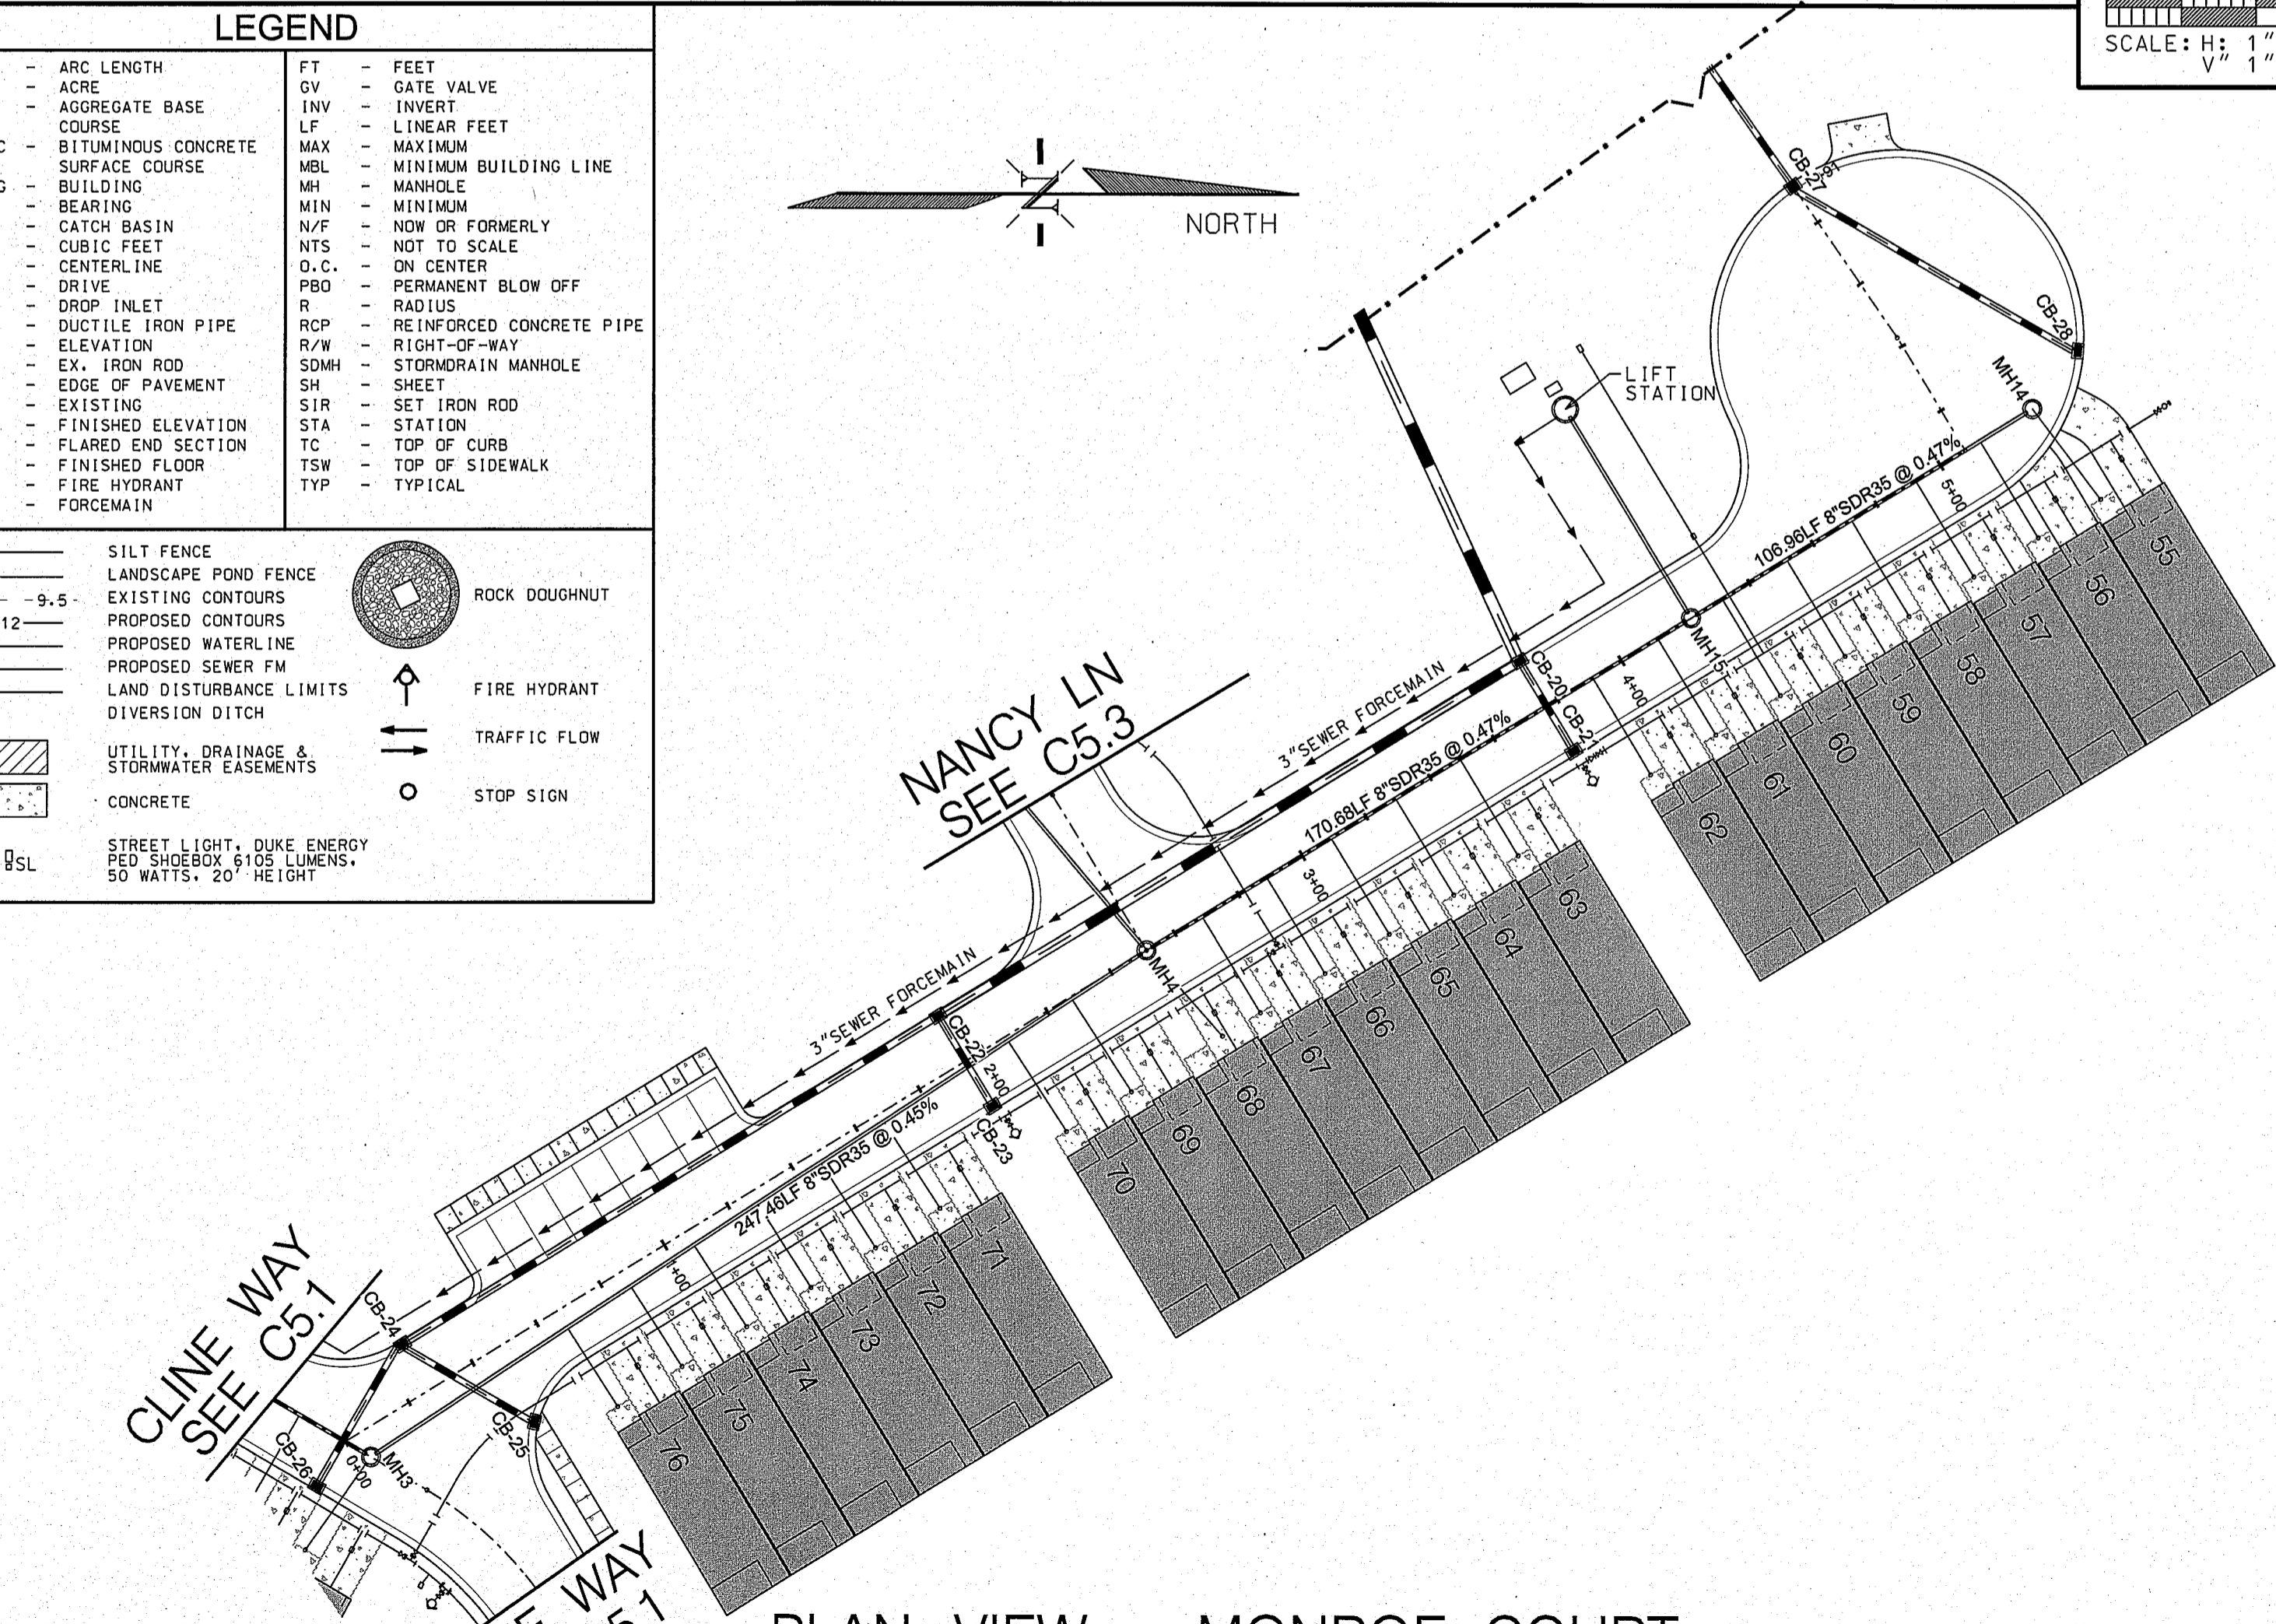 LEGEND
- ARC LENGTH
- ACRE
- AGGREGATE BASE
COURSE
C - BITUMINOUS CONCRETE
SURFACE COURSE
G - BUILDING
- BEARING
- CATCH BASIN
- CUBIC FEET
- CENTERLINE
- DRIVE
- DROP INLET
- DUCTILE IRON PIPE
- ELEVATION
- EX. IRON ROD
- EDGE OF PAVEMENT
- EXISTING
- FINISHED ELEVATION
- FLARED END SECTION
- FINISHED FLOOR
- FIRE HYDRANT
- FORCEMAIN
FT - FEET
GV - GATE VALVE
INV - INVERT
LF - LINEAR FEET
MAX - MAXIMUM
MBL - MINIMUM BUILDING LINE
MH - MANHOLE
MIN - MINIMUM
N/F - NOW OR FORMERLY
NTS - NOT TO SCALE
O.C. - ON CENTER
PBO - PERMANENT BLOW OFF
R - RADIUS
RCP - REINFORCED CONCRETE PIPE
R/W - RIGHT-OF-WAY
SDMH - STORMDRAIN MANHOLE
SH - SHEET
SIR - SET IRON ROD
STA - STATION
TC - TOP OF CURB
TSW - TOP OF SIDEWALK
TYP - TYPICAL
SILT FENCE
LANDSCAPE POND FENCE
-9.5- EXISTING CONTOURS
12 PROPOSED CONTOURS
PROPOSED WATERLINE
PROPOSED SEWER FM
LAND DISTURBANCE LIMITS
DIVERSION DITCH
UTILITY, DRAINAGE &
STORMWATER EASEMENTS
CONCRETE
SL
STREET LIGHT, DUKE ENERGY
PED SHOEBOX 6105 LUMENS,
50 WATTS, 20' HEIGHT
ROCK DOUGHNUT
FIRE HYDRANT
TRAFFIC FLOW
STOP SIGN
NORTH
SCALE: H: 1"
V" 1"
CB-27
CB-28
MH14
LIFT
STATION
106.96LF 8"SDR35 @ 0.47%
5+00
55
56
57
58
59
60
61
62
MH15
4+00
CB-20
CB-21
3"SEWER FORCEMAIN
170.68LF 8"SDR35 @ 0.47%
NANCY LN
SEE C5.3
3+00
63
64
65
66
67
68
69
70
MH4
3"SEWER FORCEMAIN
CB-22
2+00
CB-23
247.46LF 8"SDR35 @ 0.45%
+00
71
72
73
74
75
76
CLINE WAY
SEE C5.1
CB-24
CB-25
CB-26
0+00
MH3
WAY
5.1
PLAN VIEW - MONROE COURT